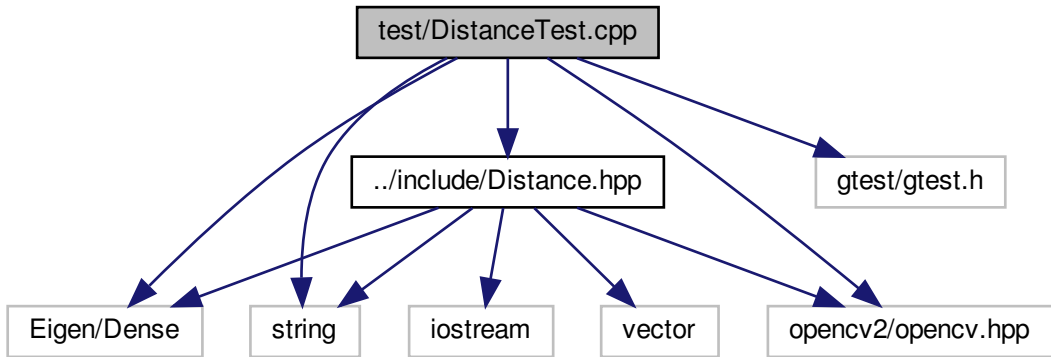 test/DistanceTest.cpp
../include/Distance.hpp
gtest/gtest.h
Eigen/Dense
string
iostream
vector
opencv2/opencv.hpp